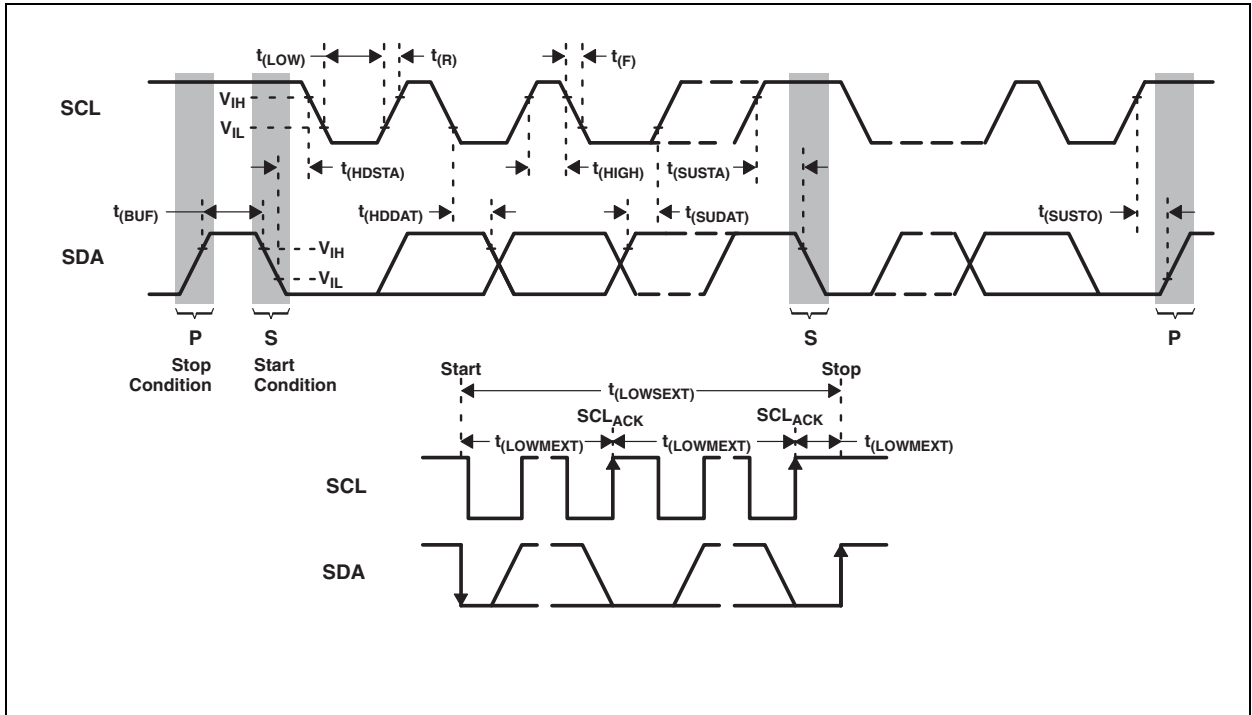 t(LOW) t(R) t(F)
SCL
VIH
VIL
t(HDSTA) t(HIGH) t(SUSTA)
t(BUF) t(HDDAT) t(SUDAT) t(SUSTO)
SDA
VIH
VIL
P S S P
Stop Condition
Start Condition
Start Stop
t(LOWSEXT)
SCLACK SCLACK
t(LOWMEXT) t(LOWMEXT) t(LOWMEXT)
SCL
SDA